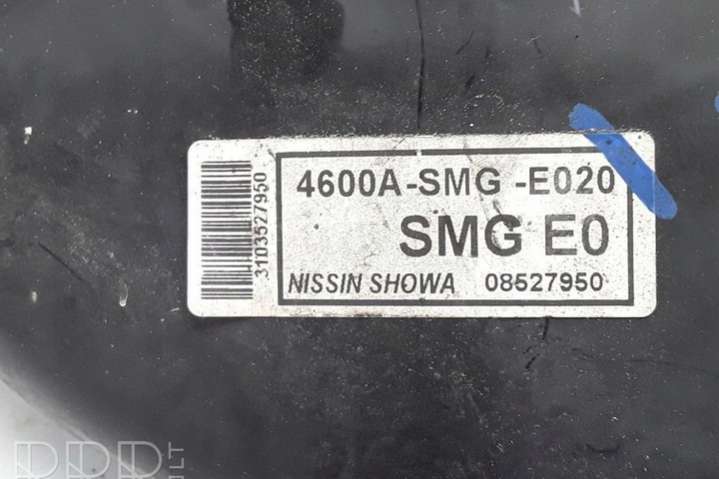 4600A-SMG -E020
SMG E0
NISSIN SHOWA 08527950
3103527950